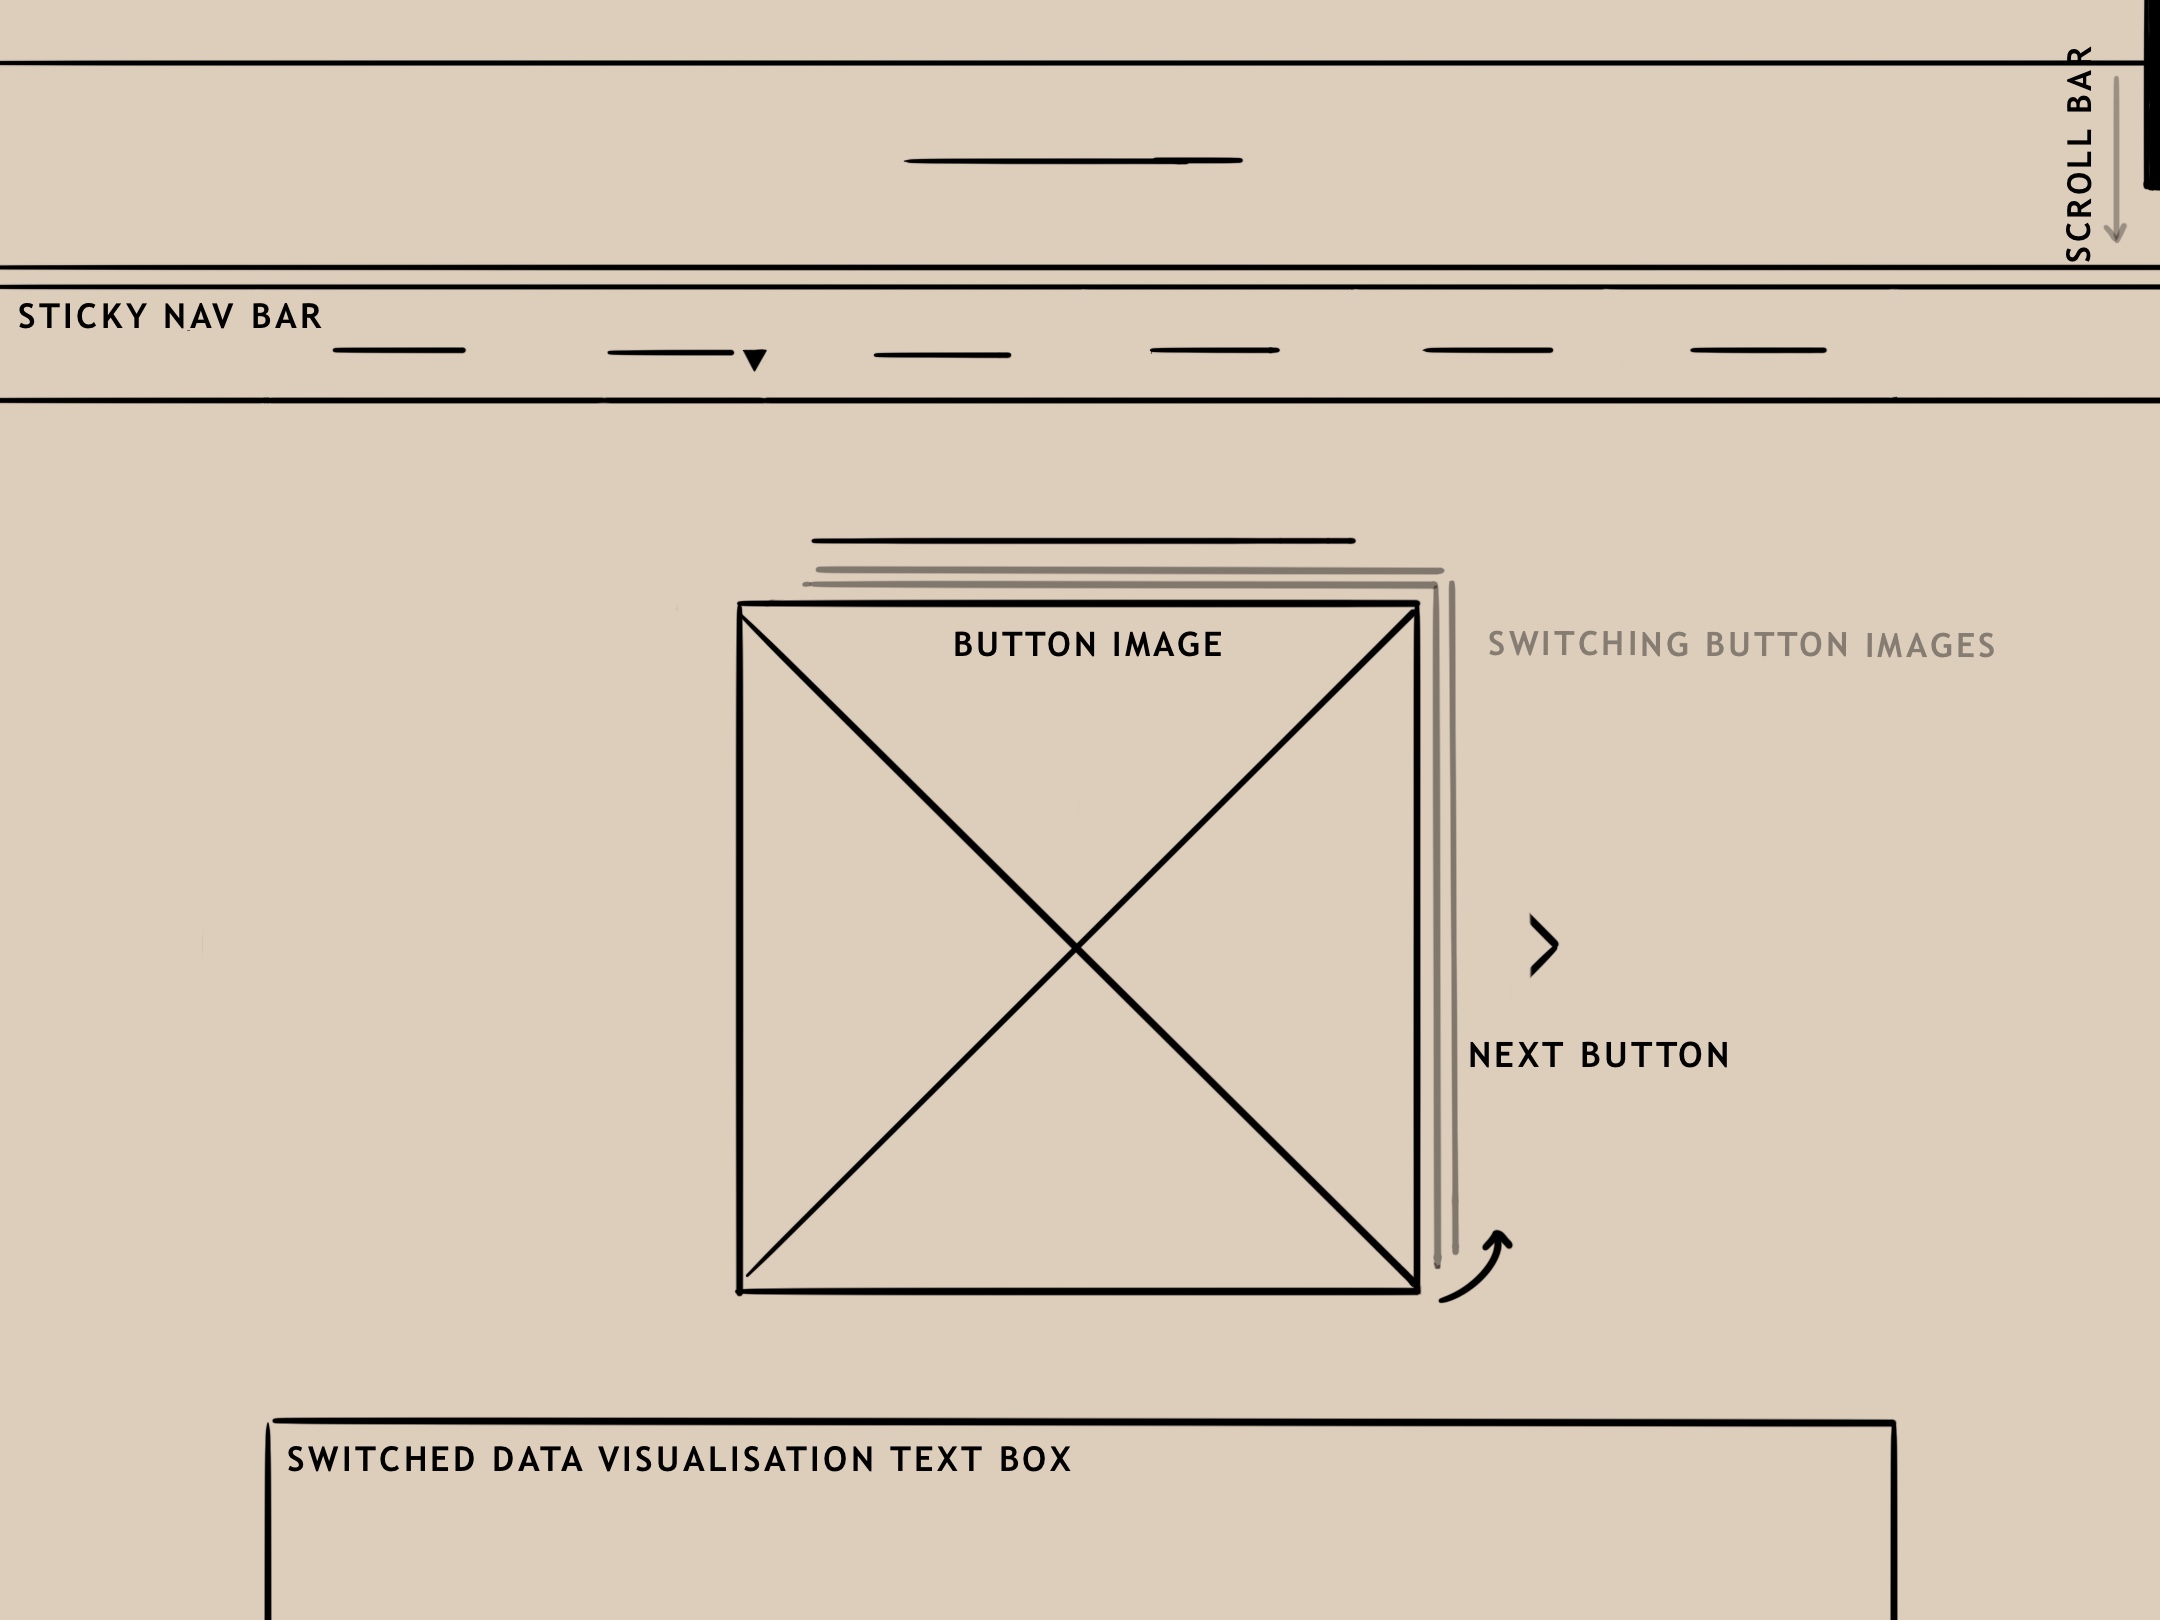 SCROLL BAR
STICKY NAV BAR
BUTTON IMAGE
SWITCHING BUTTON IMAGES
NEXT BUTTON
SWITCHED DATA VISUALISATION TEXT BOX